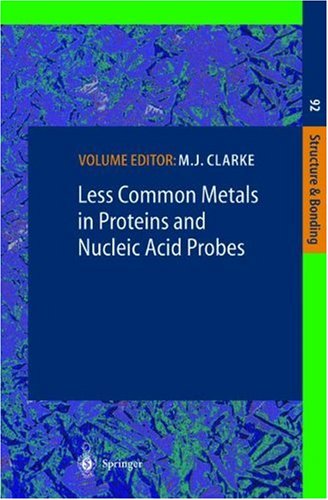 VOLUME EDITOR: M.J. CLARKE
Less Common Metals
in Proteins and
Nucleic Acid Probes
Springer
92
Structure & Bonding